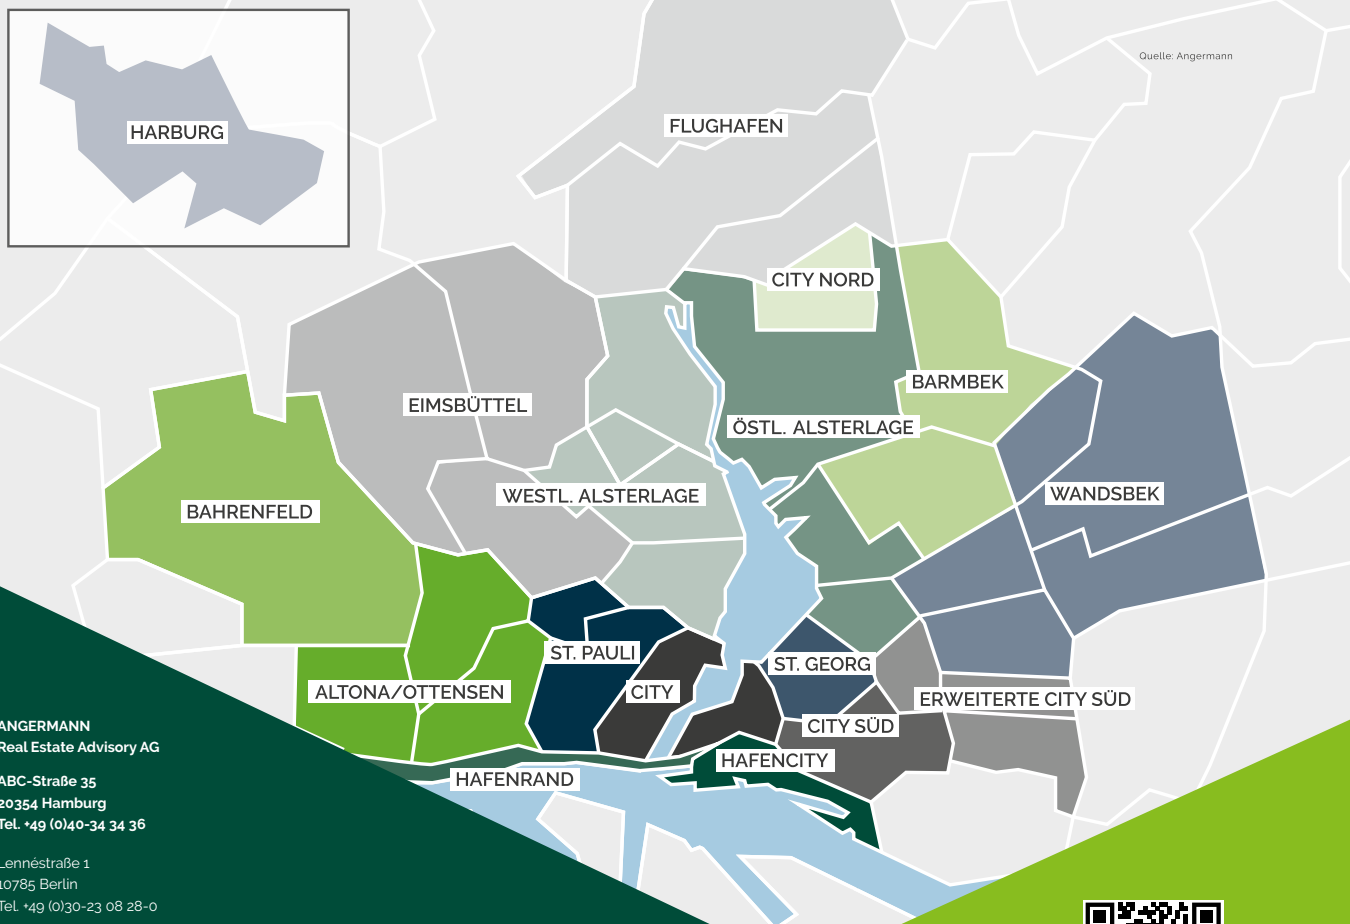 Quelle: Angermann
FLUGHAFEN
HARBURG
CITY NORD
BARMBEK
EIMSBÜTTEL
ÖSTL. ALSTERLAGE
WESTL. ALSTERLAGE
WANDSBEK
BAHRENFELD
ST. PAULI
ST. GEORG
ALTONA/OTTENSEN
CITY
ERWEITERTE CITY SÜD
CITY SÜD
HAFENCITY
HAFENRAND
ANGERMANN
Real Estate Advisory AG
ABC-Straße 35
20354 Hamburg
Tel. +49 (0)40-34 34 36
Lennéstraße 1
10785 Berlin
Tel. +49 (0)30-23 08 28-0